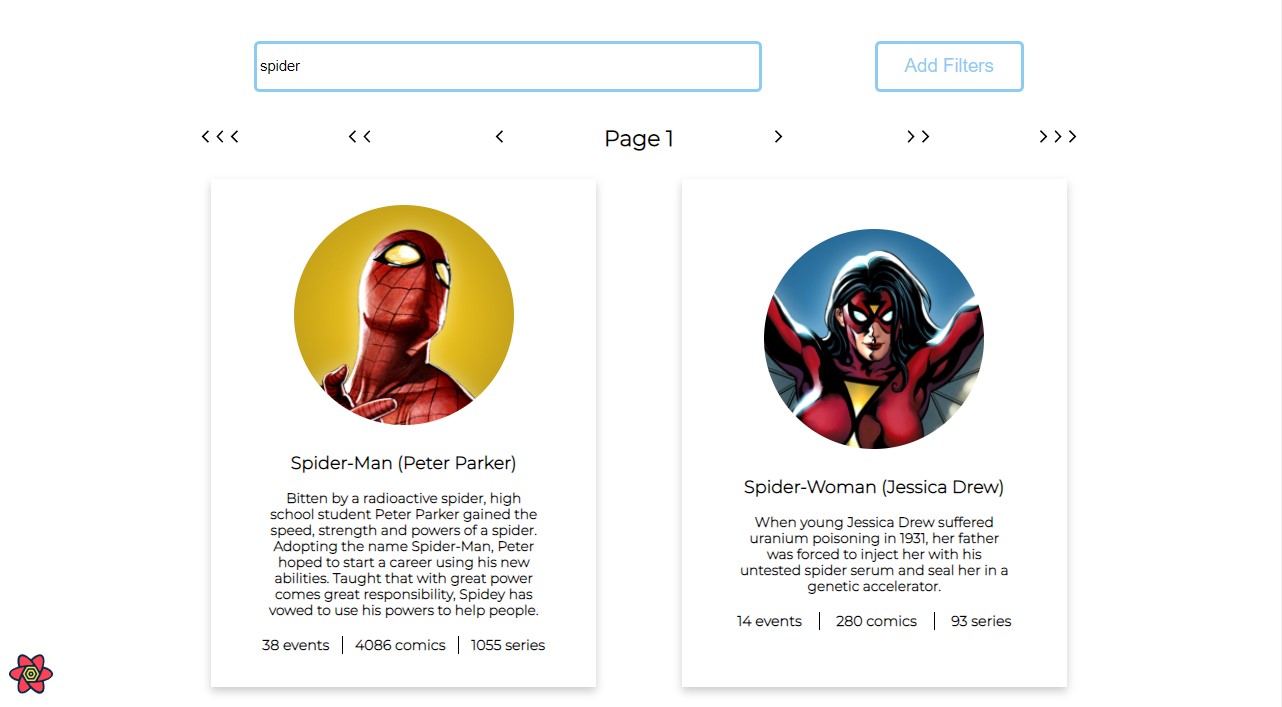 spider
Add Filters
< < <
< <
<
Page 1
>
> >
> > >
Spider-Man (Peter Parker)
Bitten by a radioactive spider, high
school student Peter Parker gained the
speed, strength and powers of a spider.
Adopting the name Spider-Man, Peter
hoped to start a career using his new
abilities. Taught that with great power
comes great responsibility, Spidey has
vowed to use his powers to help people.
38 events
4086 comics
1055 series
Spider-Woman (Jessica Drew)
When young Jessica Drew suffered
uranium poisoning in 1931, her father
was forced to inject her with his
untested spider serum and seal her in a
genetic accelerator.
14 events
280 comics
93 series